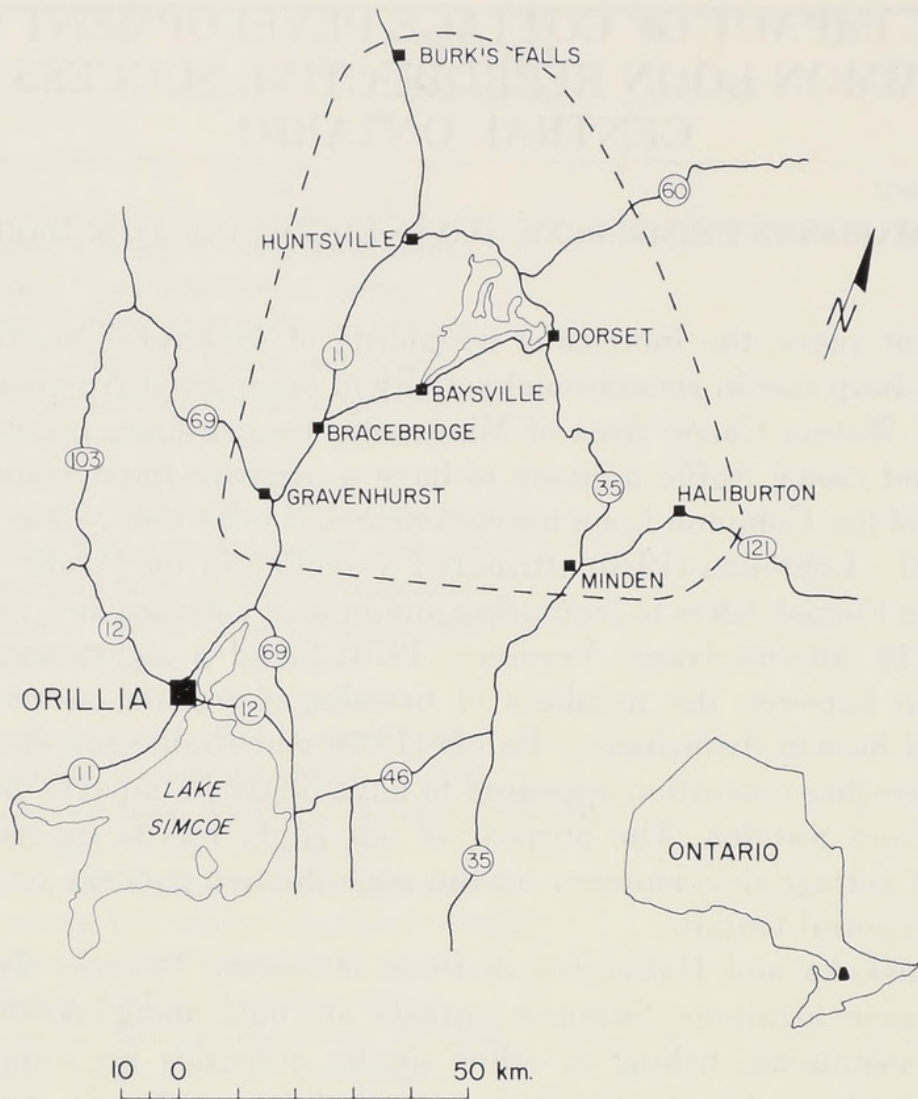 BURK'S FALLS
60
HUNTSVILLE
N
DORSET
11
BAYSVILLE
69
BRACEBRIDGE
103
GRAVENHURST
35
HALIBURTON
121
MINDEN
12
69
ORILLIA
12
11
LAKE
SIMCOE
46
35
ONTARIO
10 0 50 km.